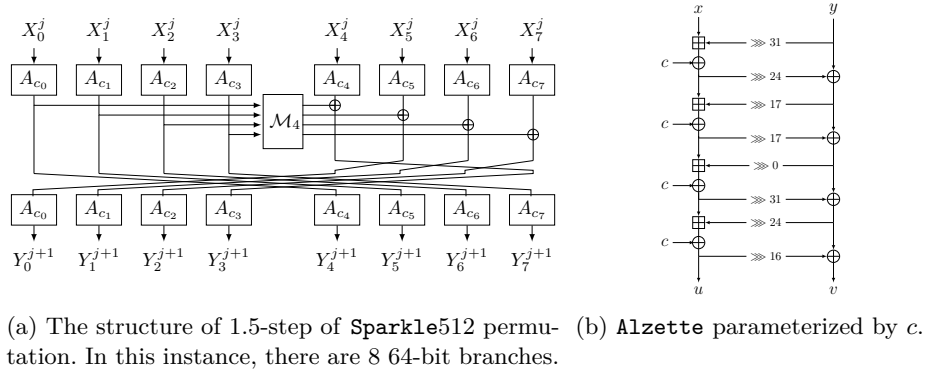 X_0^j X_1^j X_2^j X_3^j X_4^j X_5^j X_6^j X_7^j
A_{c_0} A_{c_1} A_{c_2} A_{c_3} A_{c_4} A_{c_5} A_{c_6} A_{c_7}
ℳ_4
A_{c_0} A_{c_1} A_{c_2} A_{c_3} A_{c_4} A_{c_5} A_{c_6} A_{c_7}
Y_0^{j+1} Y_1^{j+1} Y_2^{j+1} Y_3^{j+1} Y_4^{j+1} Y_5^{j+1} Y_6^{j+1} Y_7^{j+1}
(a) The structure of 1.5-step of Sparkle512 permu-
tation. In this instance, there are 8 64-bit branches.
x y
⋙ 31
c
⋙ 24
⋙ 17
c
⋙ 17
⋙ 0
c
⋙ 31
⋙ 24
c
⋙ 16
u v
(b) Alzette parameterized by c.